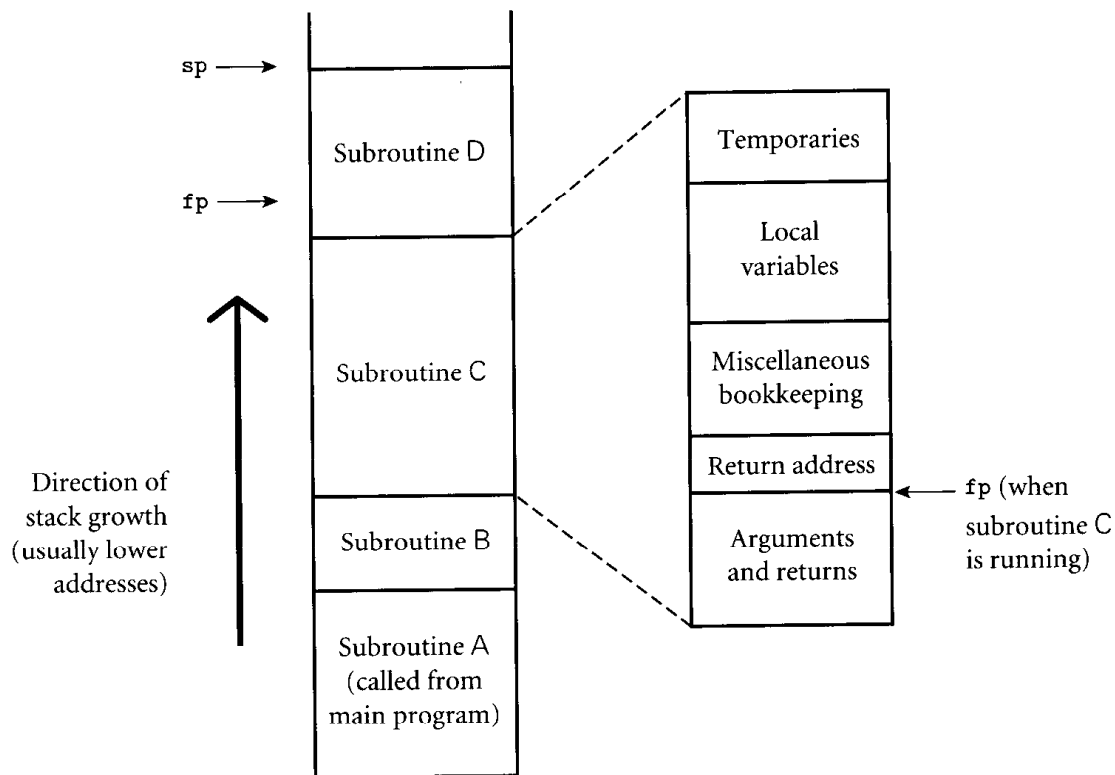 sp
Subroutine D
fp
Subroutine C
Direction of
stack growth
(usually lower
addresses)
Subroutine B
Subroutine A
(called from
main program)
Temporaries
Local
variables
Miscellaneous
bookkeeping
Return address
Arguments
and returns
fp (when
subroutine C
is running)